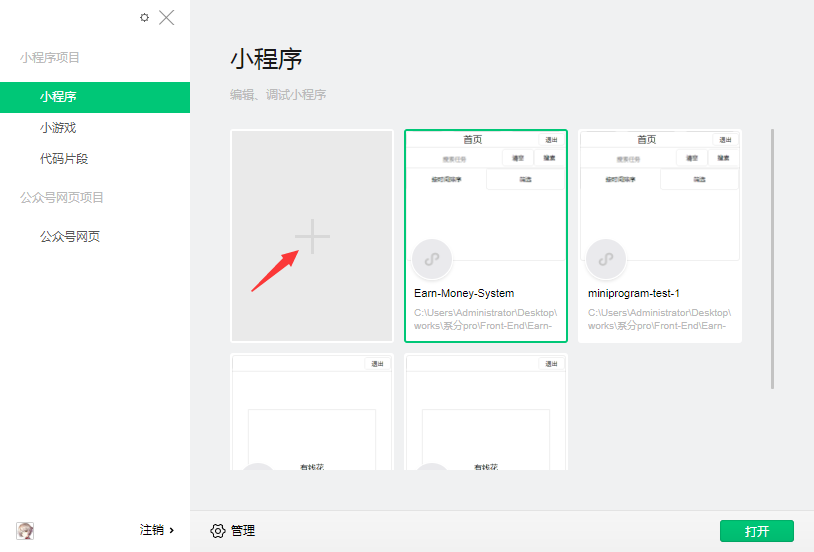 小程序项目
小程序
小游戏
代码片段
公众号网页项目
公众号网页
注销
小程序
编辑、调试小程序
首页
退出
搜索任务
清空
搜索
按时间排序
筛选
Earn-Money-System
C:\Users\Administrator\Desktop\
works\系分pro\Front-End\Earn-
首页
退出
搜索任务
清空
搜索
按时间排序
筛选
miniprogram-test-1
C:\Users\Administrator\Desktop\
works\系分pro\Front-End\Earn-
退出
有钱花
退出
有钱花
管理
打开